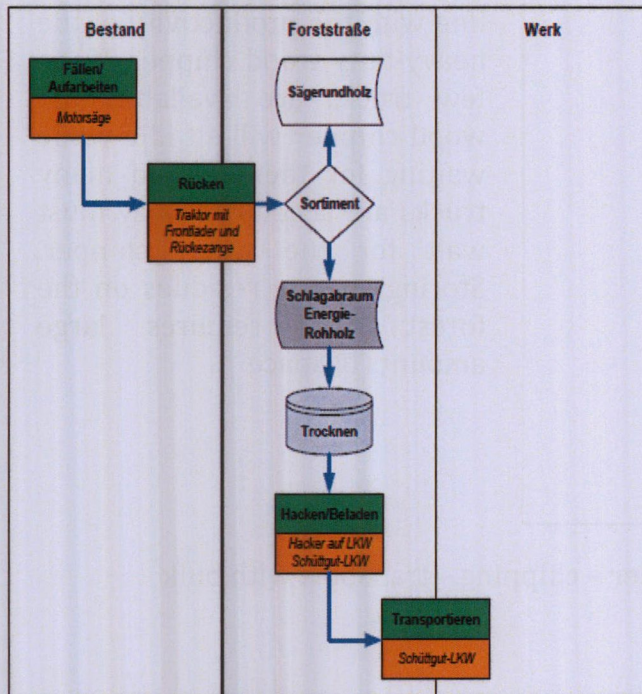 Bestand
Forststraße
Werk
Fällen/
Aufarbeiten
Motorsäge
Sägerundholz
Rücken
Traktor mit
Frontlader und
Rückezange
Sortiment
Schlagabraum
Energie-
Rohholz
Trocknen
Hacken/Beladen
Hacker auf LKW
Schüttgut-LKW
Transportieren
Schüttgut-LKW